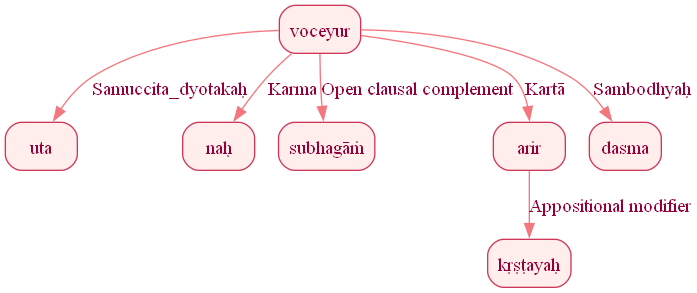 voceyur
Samuccita_dyotakaḥ Karma Open clausal complement Kartā Sambodhyaḥ
uta naḥ subhagāṁ arir dasma
Appositional modifier
kṛṣṭayaḥ